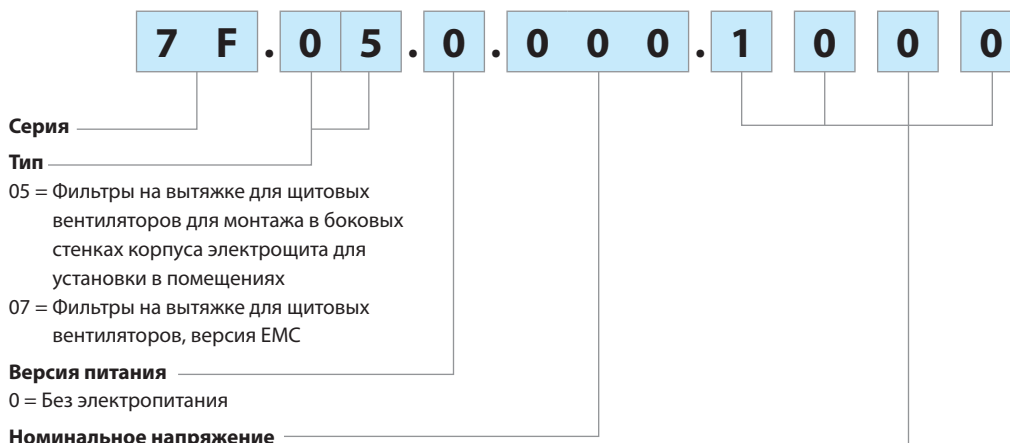 7 F . 0 5 . 0 . 0 0 0 . 1 0 0 0
Серия
Тип
05 = Фильтры на вытяжке для щитовых
вентиляторов для монтажа в боковых
стенках корпуса электрощита для
установки в помещениях
07 = Фильтры на вытяжке для щитовых
вентиляторов, версия EMC
Версия питания
0 = Без электропитания
Номинальное напряжение